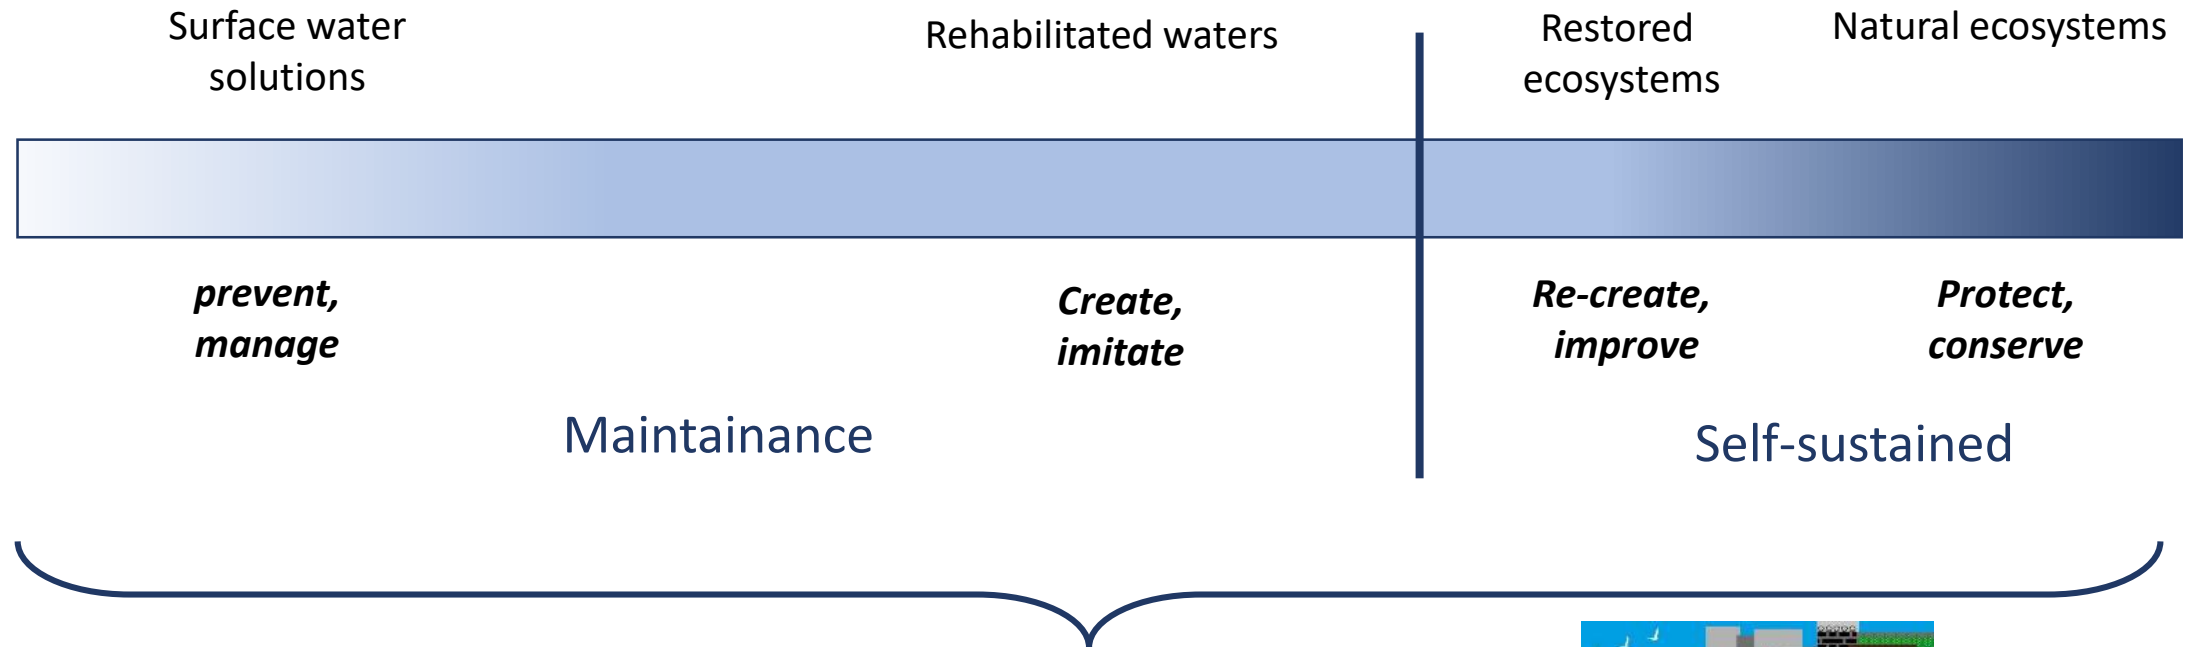 Surface water
solutions
Rehabilitated waters
Restored
ecosystems
Natural ecosystems
prevent,
manage
Create,
imitate
Re-create,
improve
Protect,
conserve
Maintainance
Self-sustained